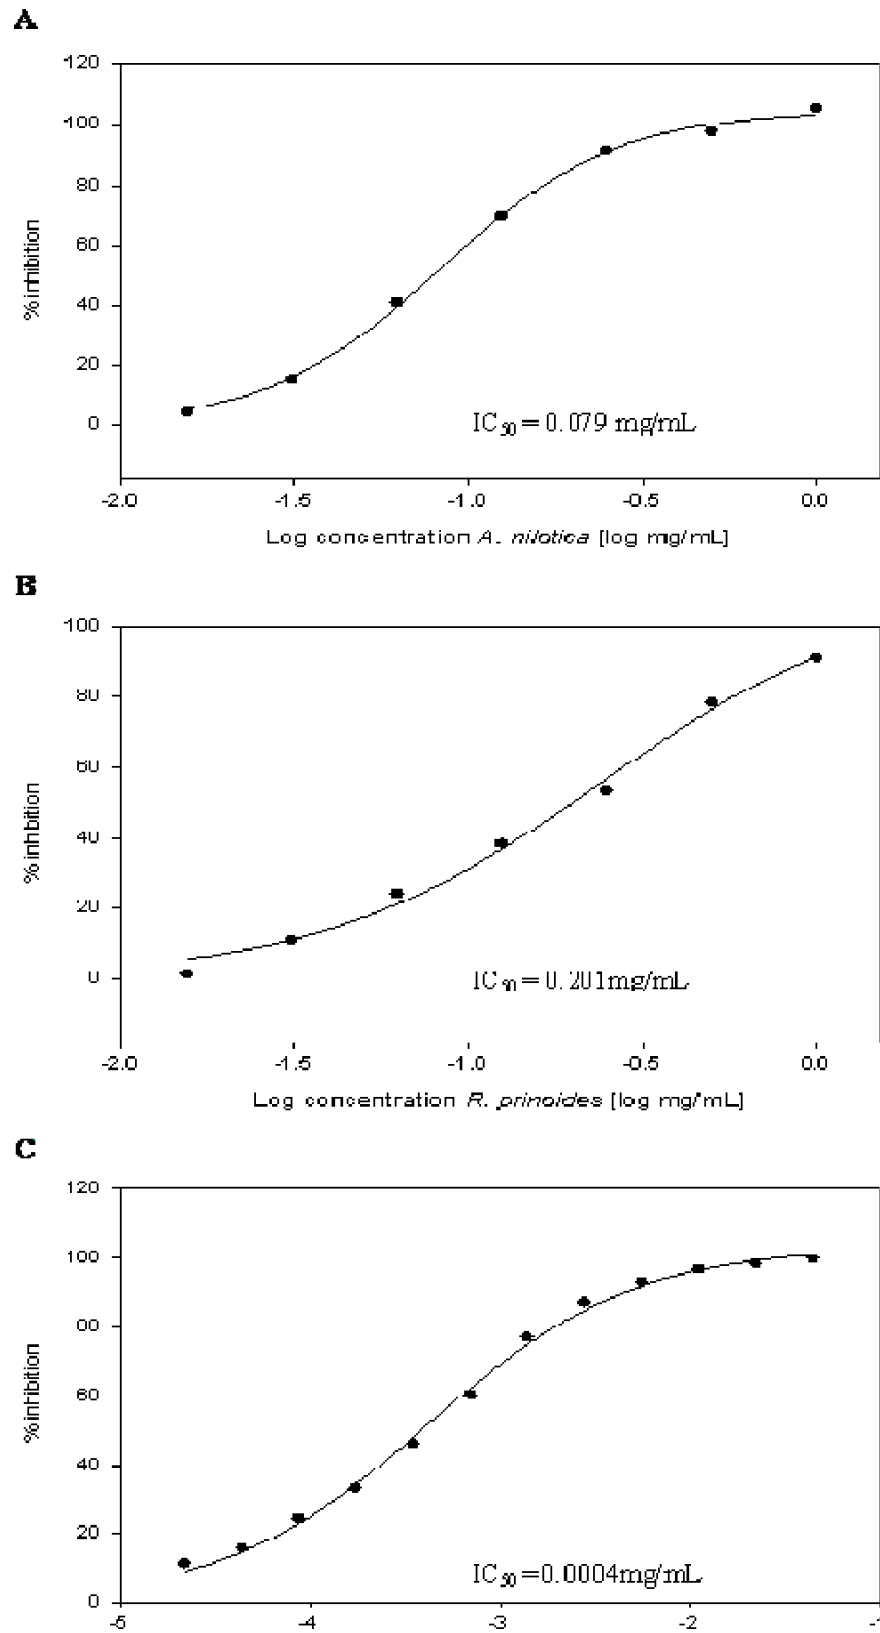 A
120
100
80
60
40
20
0
% inhibition
IC50 = 0.079 mg/mL
-2.0 -1.5 -1.0 -0.5 0.0
Log concentration A. nilotica [log mg/mL]
B
100
80
60
40
20
0
% inhibition
IC50 = 0.201mg/mL
-2.0 -1.5 -1.0 -0.5 0.0
Log concentration R. prinoides [log mg/mL]
C
120
100
80
60
40
20
0
% inhibition
IC50 =0.0004mg/mL
-5 -4 -3 -2 -1